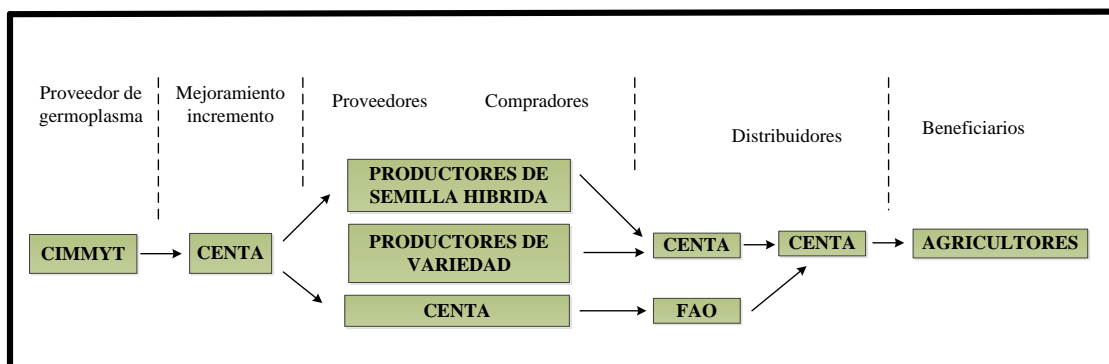 Proveedor de
germoplasma
Mejoramiento
incremento
Proveedores
Compradores
Distribuidores
Beneficiarios
PRODUCTORES DE
SEMILLA HIBRIDA
PRODUCTORES DE
VARIEDAD
CIMMYT
CENTA
CENTA
CENTA
AGRICULTORES
CENTA
FAO